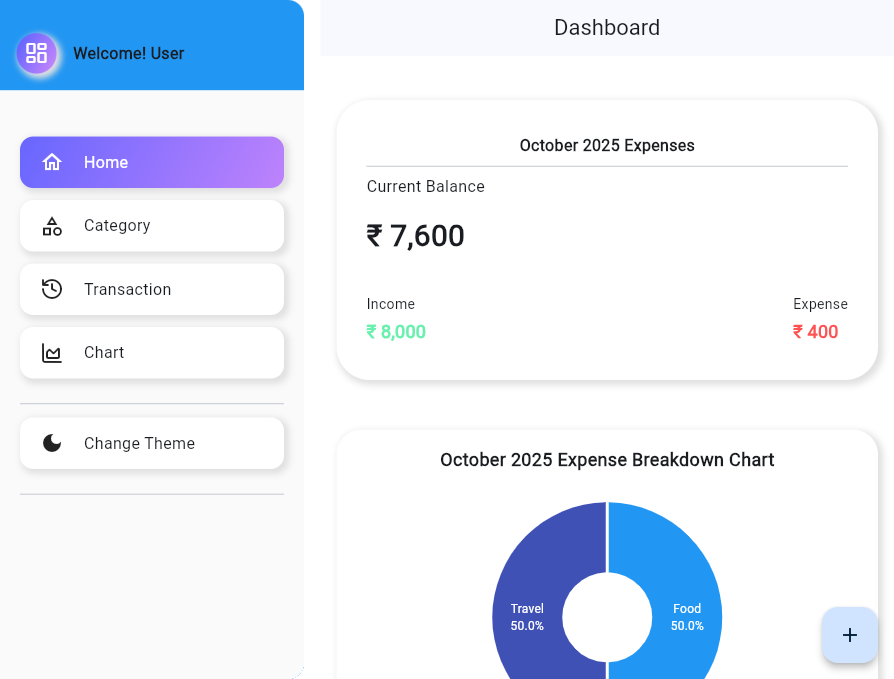 Welcome! User
Home
Category
Transaction
Chart
Change Theme
Dashboard
October 2025 Expenses
Current Balance
₹ 7,600
Income
Expense
₹ 8,000
₹ 400
October 2025 Expense Breakdown Chart
Travel
50.0%
Food
50.0%